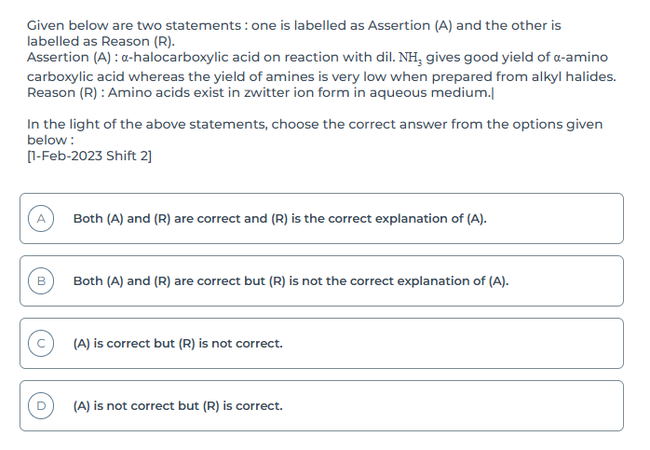 Given below are two statements : one is labelled as Assertion (A) and the other is
labelled as Reason (R).
Assertion (A) : α-halocarboxylic acid on reaction with dil. NH₃ gives good yield of α-amino
carboxylic acid whereas the yield of amines is very low when prepared from alkyl halides.
Reason (R) : Amino acids exist in zwitter ion form in aqueous medium.|
In the light of the above statements, choose the correct answer from the options given
below :
[1-Feb-2023 Shift 2]
A Both (A) and (R) are correct and (R) is the correct explanation of (A).
B Both (A) and (R) are correct but (R) is not the correct explanation of (A).
C (A) is correct but (R) is not correct.
D (A) is not correct but (R) is correct.